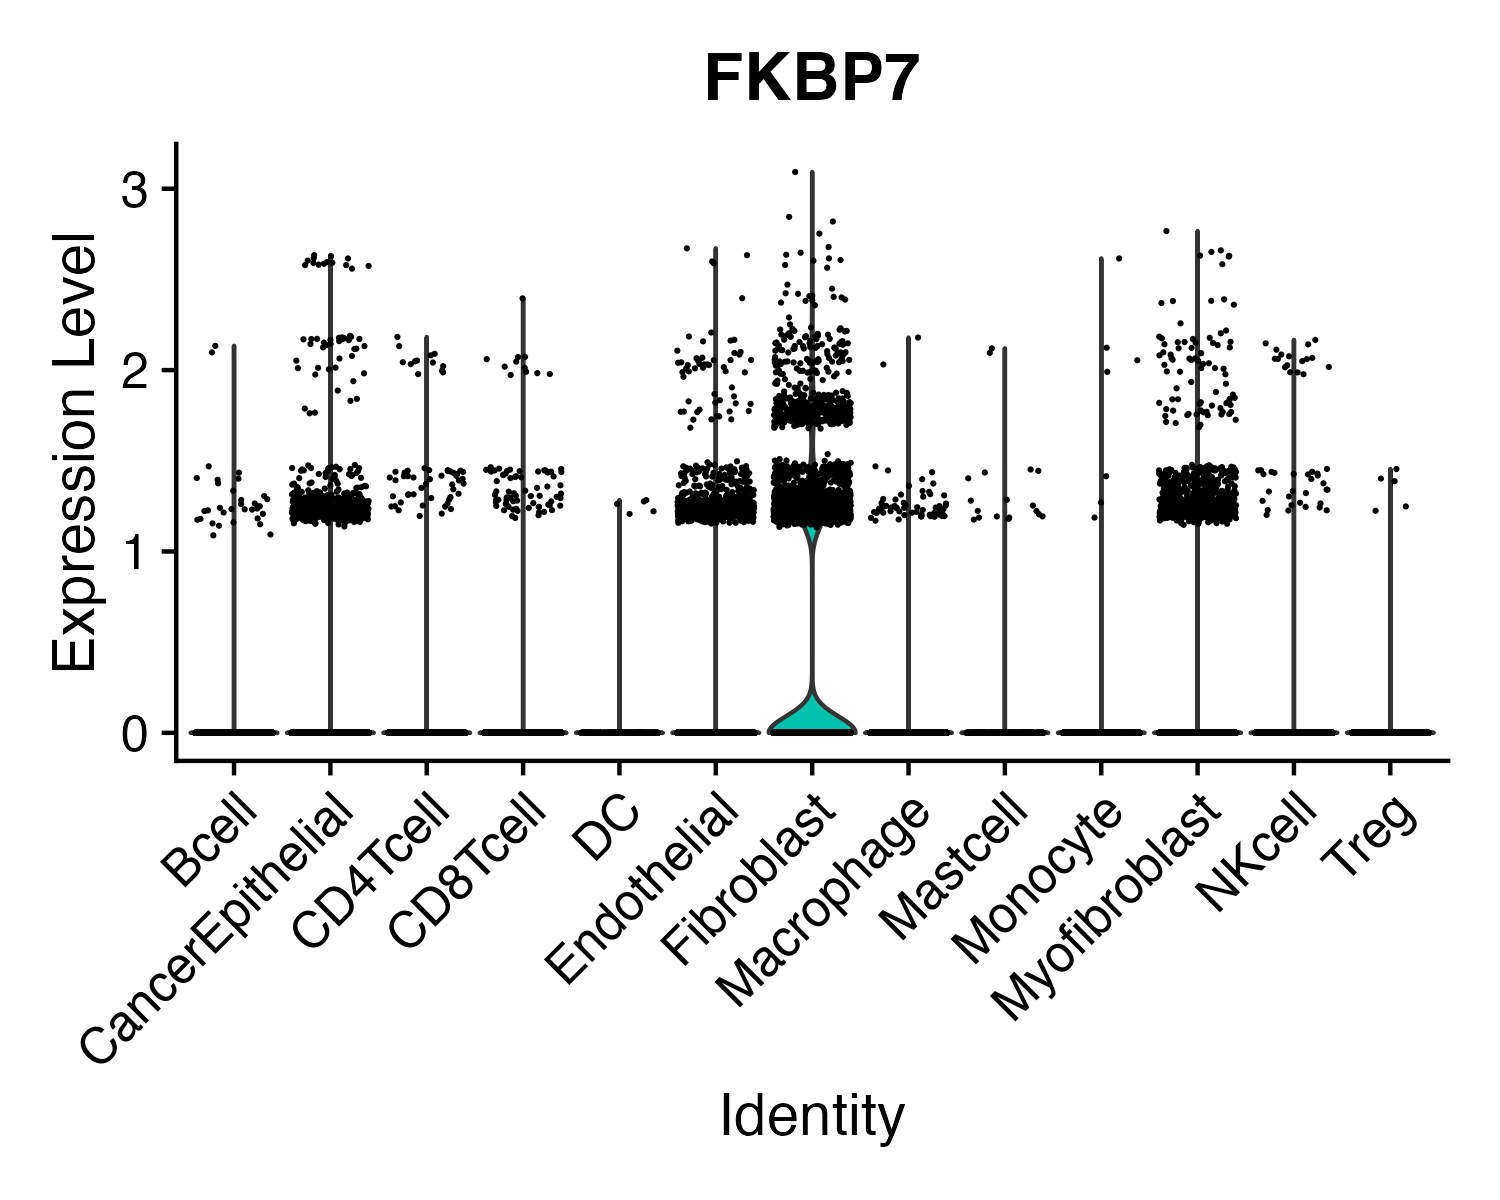 FKBP7
Expression Level
3
2
1
0
Bcell
CancerEpithelial
CD4Tcell
CD8Tcell
DC
Endothelial
Fibroblast
Macrophage
Mastcell
Monocyte
Myofibroblast
NKcell
Treg
Identity